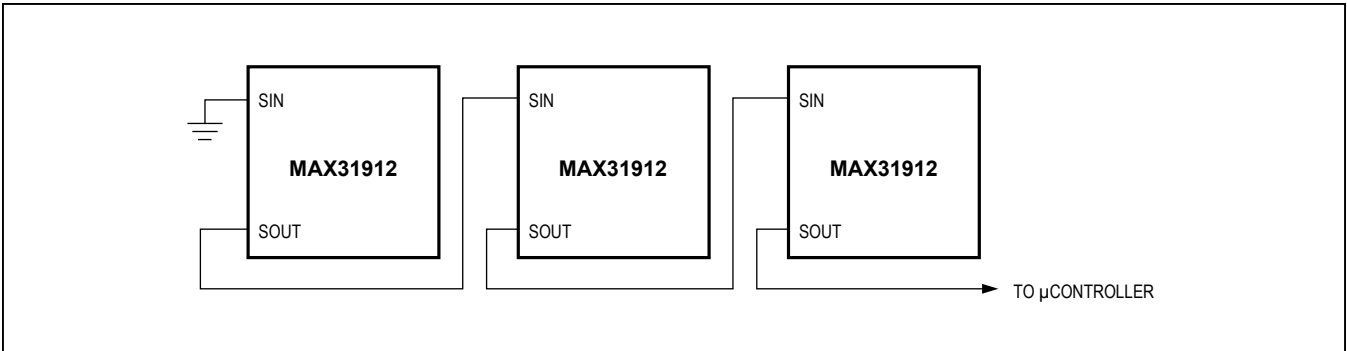 SIN
MAX31912
SOUT
SIN
MAX31912
SOUT
SIN
MAX31912
SOUT
TO µCONTROLLER